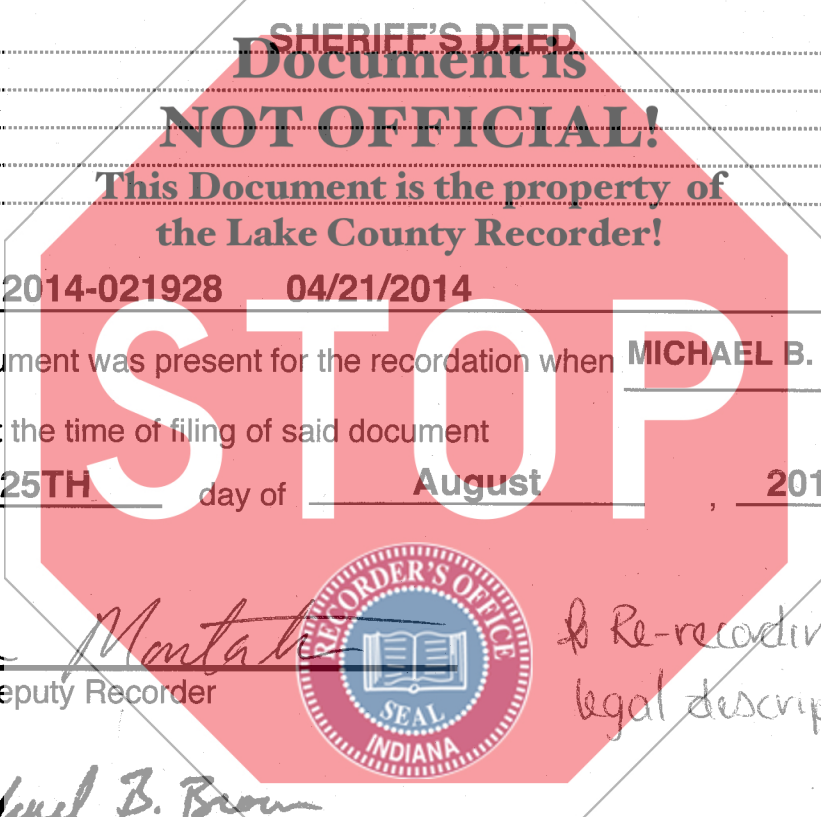 SHERIFF'S DEED
Document is
NOT OFFICIAL!
This Document is the property of
the Lake County Recorder!
2014-021928 04/21/2014
ument was present for the recordation when MICHAEL B.
the time of filing of said document
25TH day of August , 201
STOP
RECORDER'S OFFICE
SEAL
INDIANA
Re-recordin
legal descrip
eputy Recorder
B. Brown